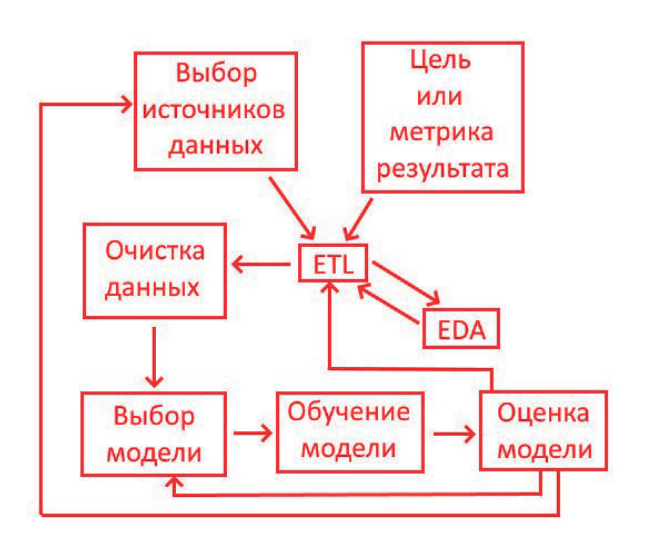 Выбор
источников
данных
Цель
или
метрика
результата
Очистка
данных
ETL
EDA
Выбор
модели
Обучение
модели
Оценка
модели